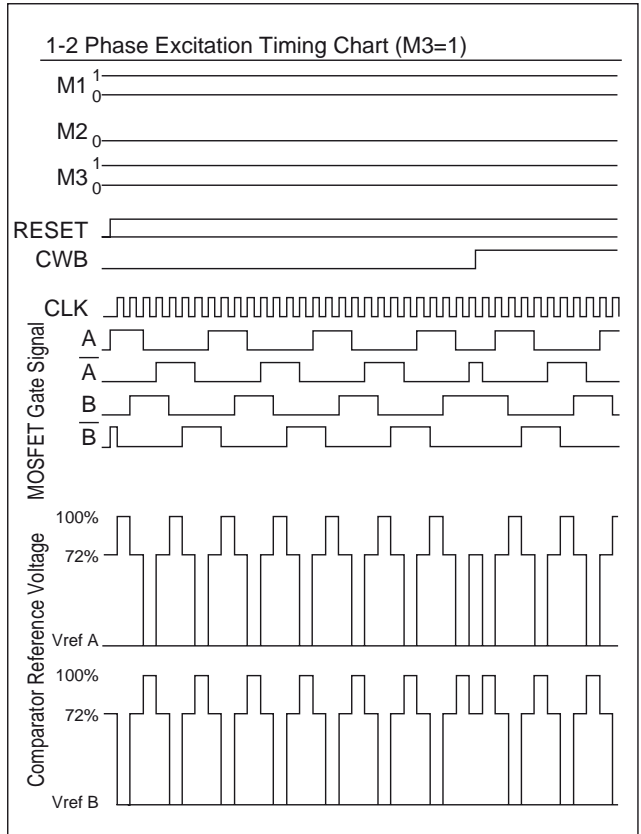 1-2 Phase Excitation Timing Chart (M3=1)
M1 1
0
M2 0
M3 1
0
RESET
CWB
CLK
MOSFET Gate Signal
A
A̅
B
B̅
Comparator Reference Voltage
100%
72%
Vref A
100%
72%
Vref B